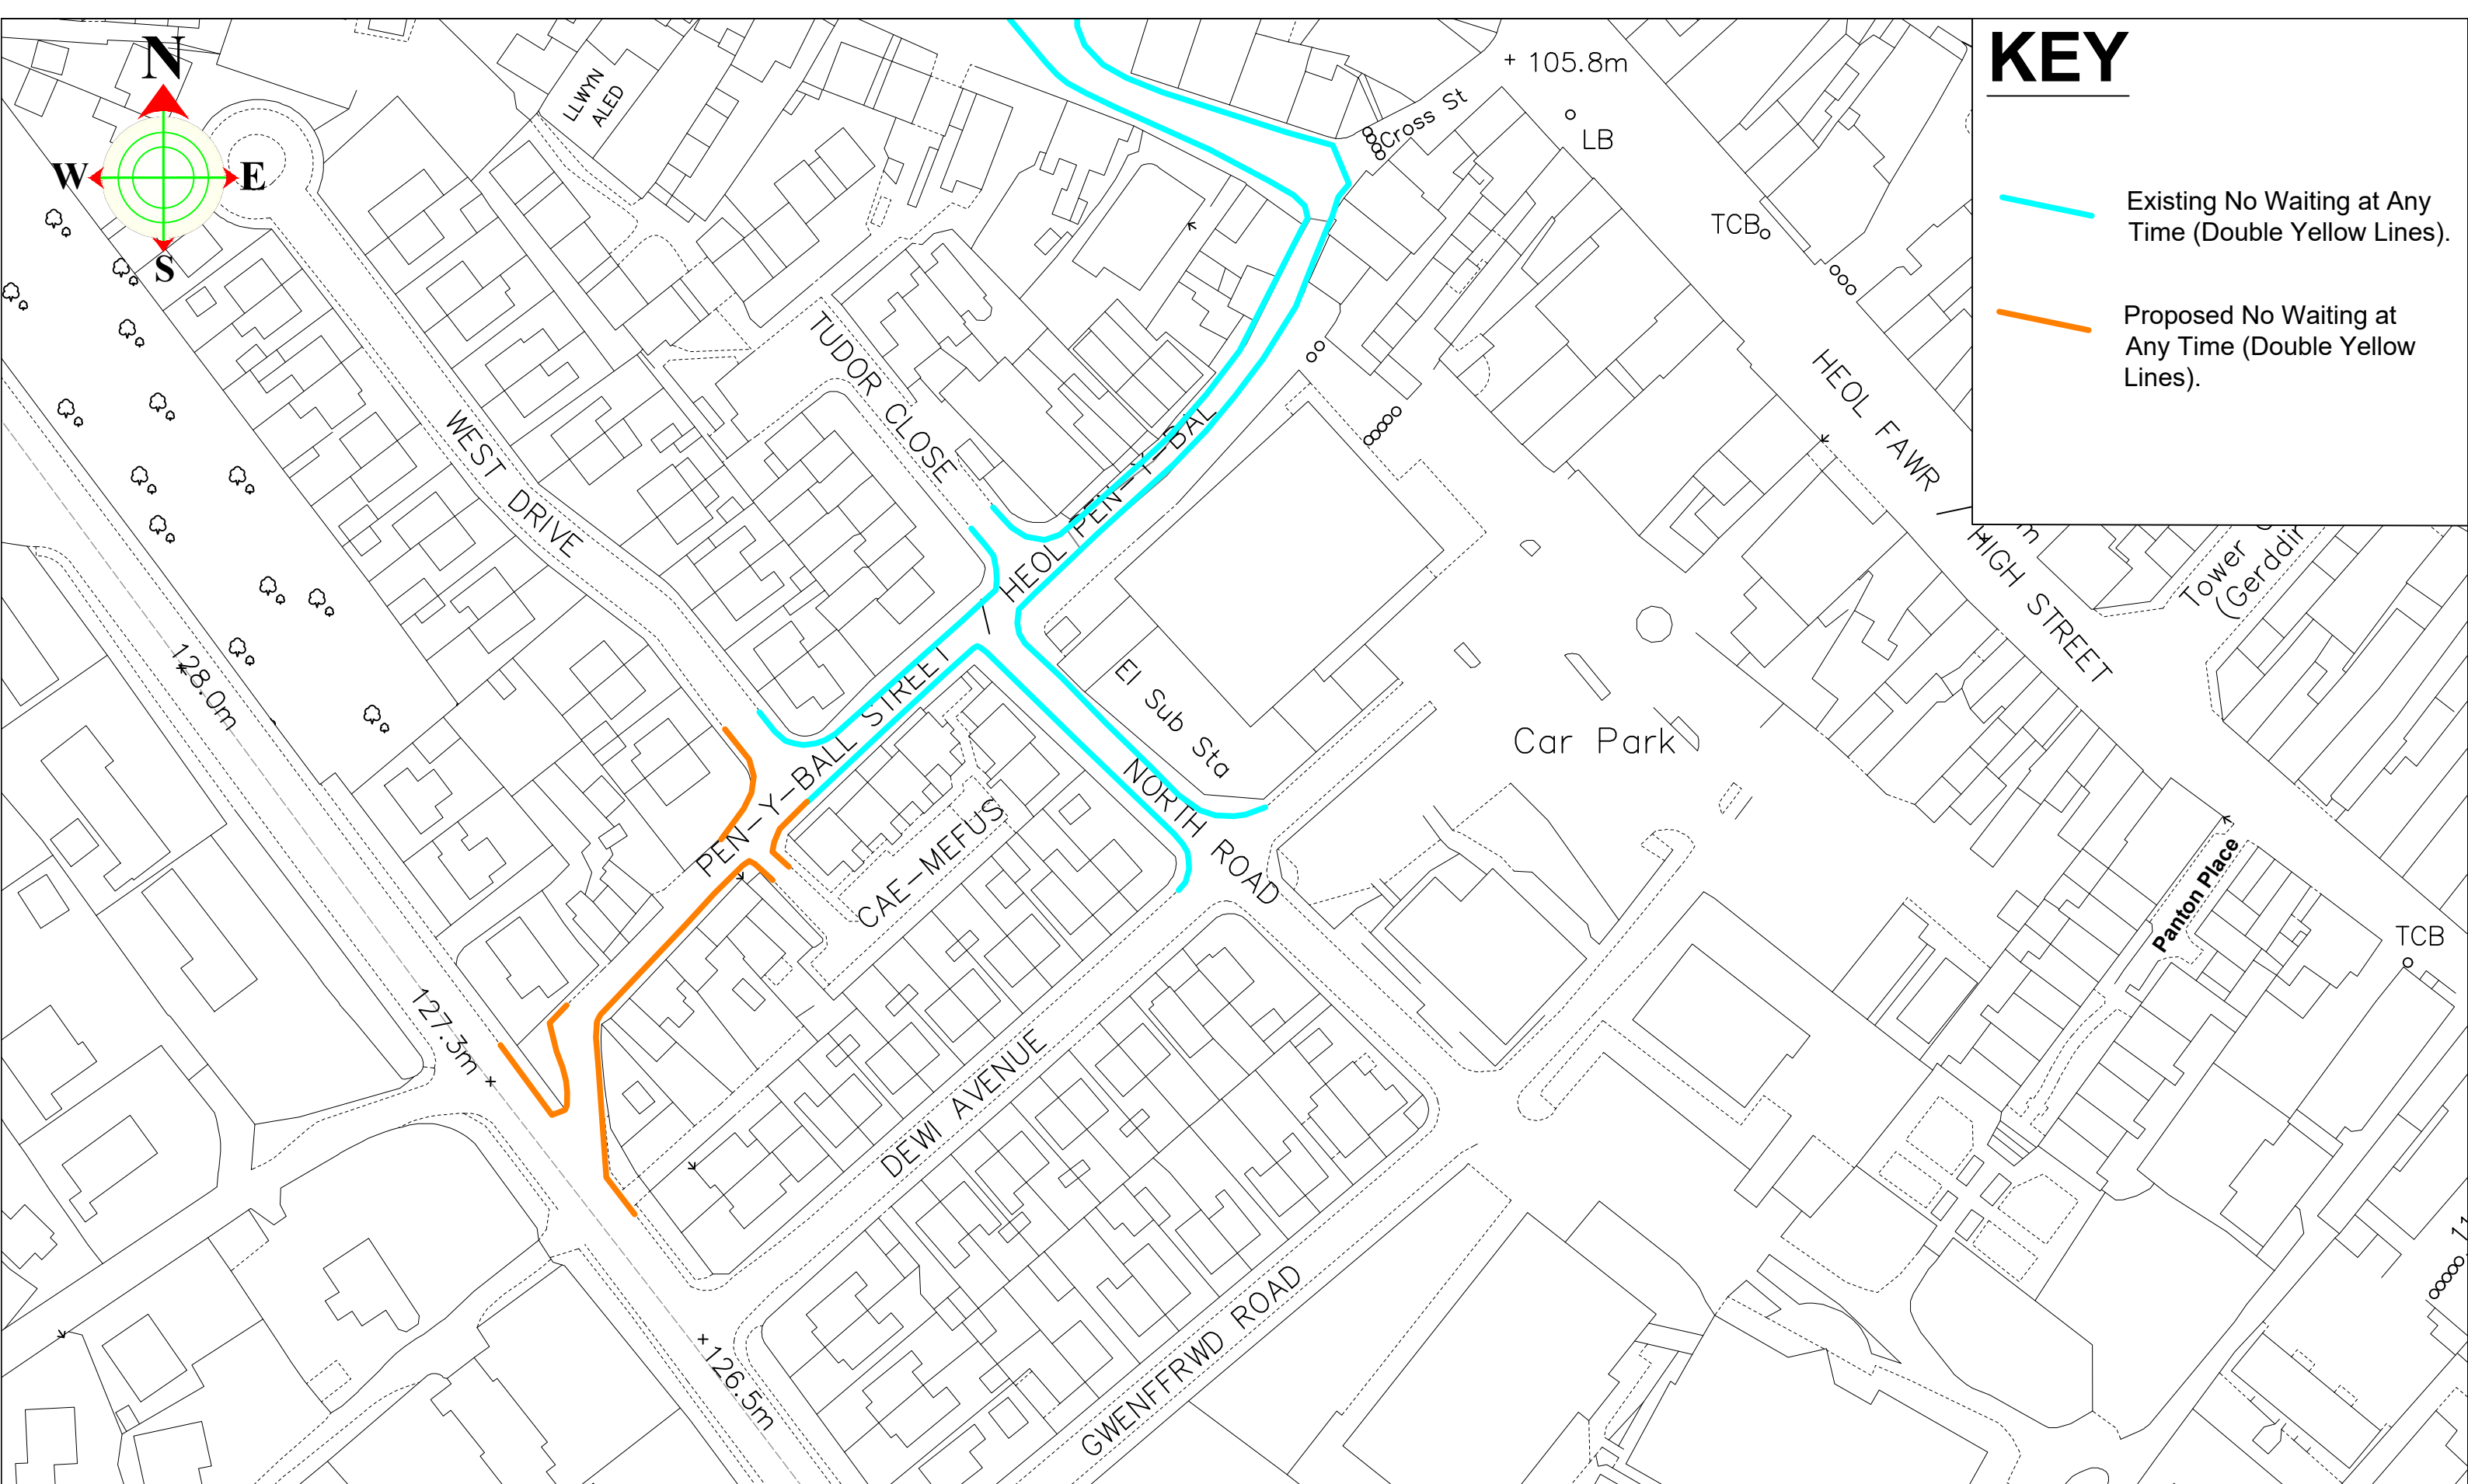 N
W
E
S
KEY
Existing No Waiting at Any
Time (Double Yellow Lines).
Proposed No Waiting at
Any Time (Double Yellow
Lines).
LLWYN
ALED
105.8m
Cross St
LB
TCB
TUDOR CLOSE
WEST DRIVE
HEOL FAWR
HIGH STREET
HEOL PEN-Y-BAL
Tower
PEN-Y-BALL STREET
El Sub Sta
Car Park
NORTH ROAD
CAE-MEFUS
128.0m
127.3m
Panton Place
TCB
DEWI AVENUE
GWENFFRWD ROAD
126.5m